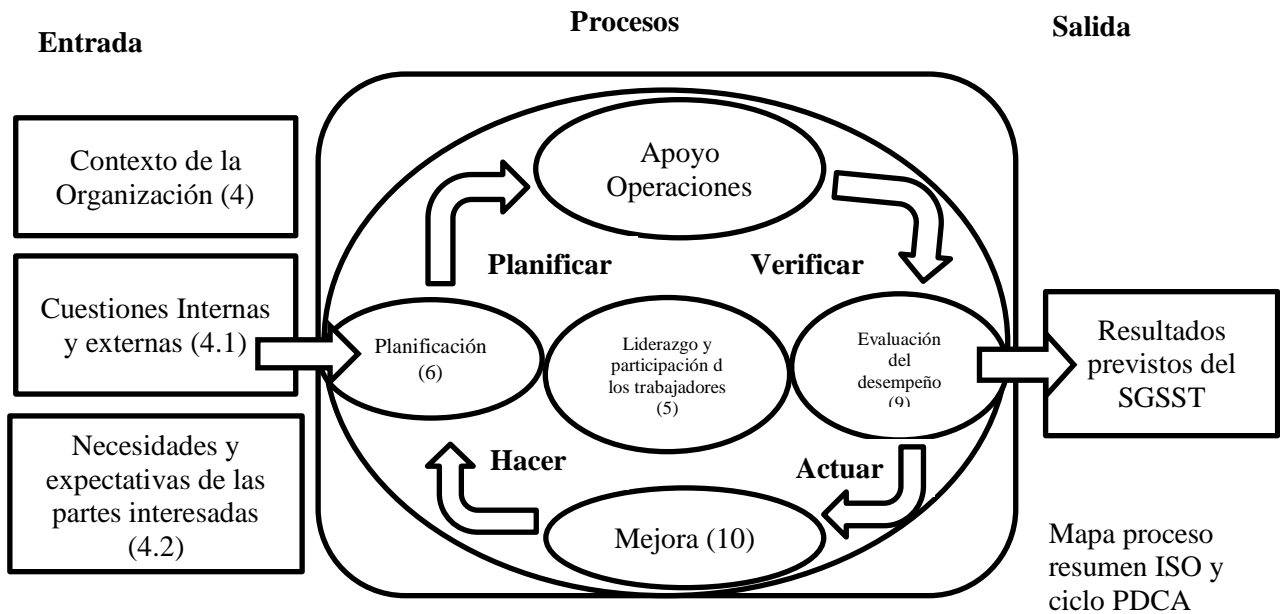 Entrada
Procesos
Salida
Contexto de la
Organización (4)
Cuestiones Internas
y externas (4.1)
Necesidades y
expectativas de las
partes interesadas
(4.2)
Apoyo
Operaciones
Planificar
Verificar
Planificación
(6)
Liderazgo y
participación d
los trabajadores
(5)
Evaluación
del
desempeño
(9)
Hacer
Actuar
Mejora (10)
Resultados
previstos del
SGSST
Mapa proceso
resumen ISO y
ciclo PDCA